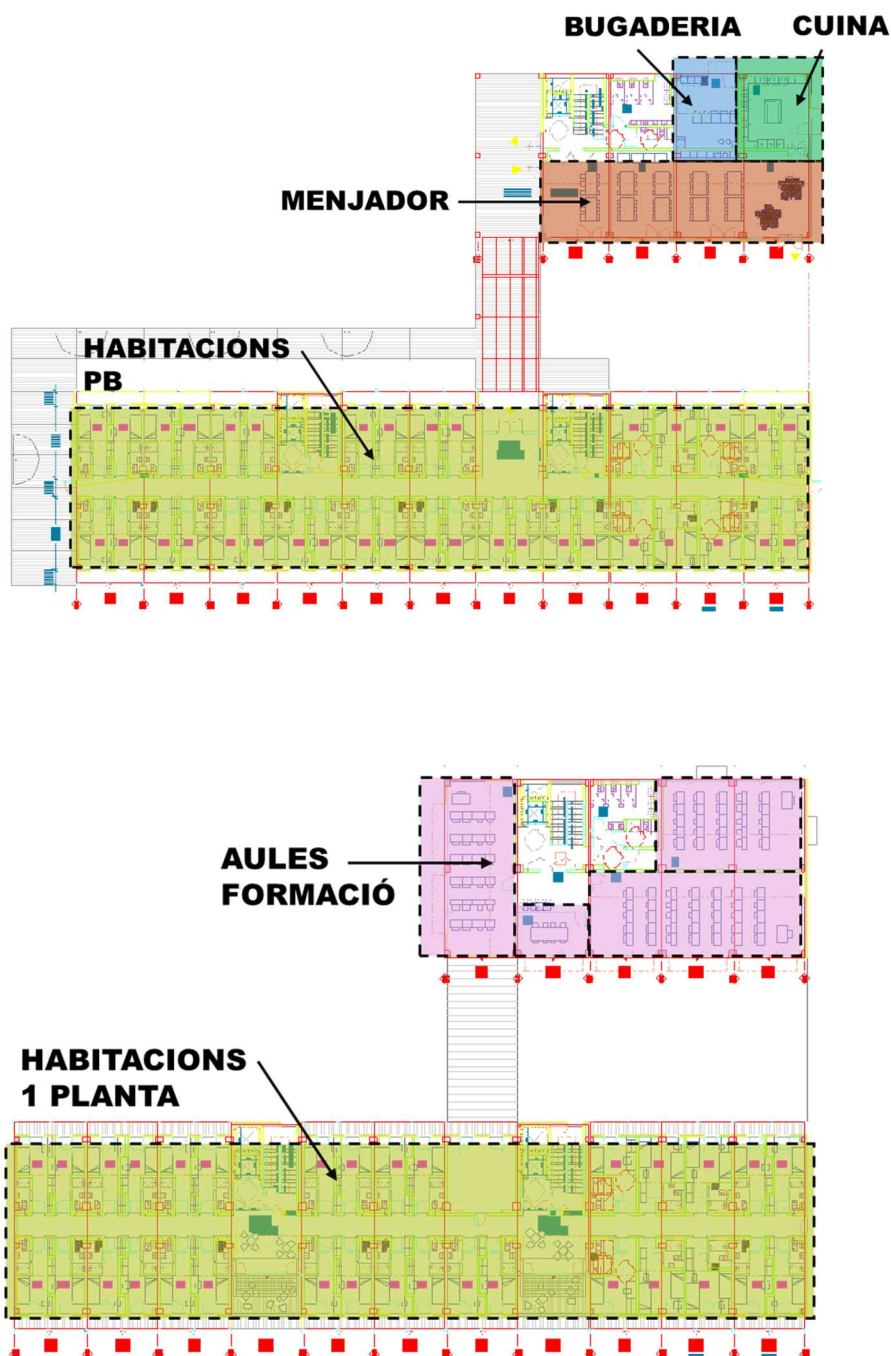 BUGADERIA
CUINA
MENJADOR
HABITACIONS
PB
AULES
FORMACIÓ
HABITACIONS
1 PLANTA